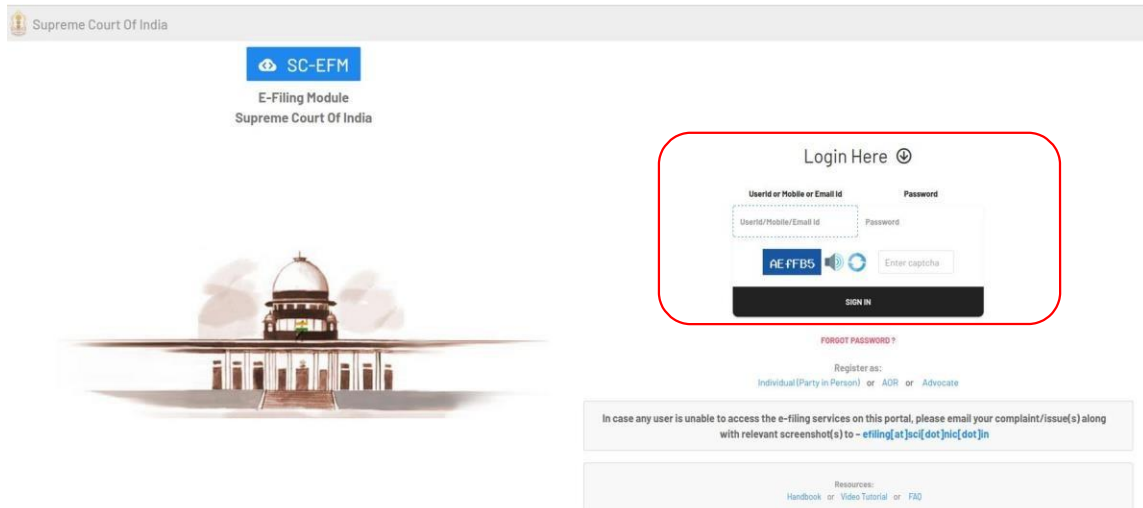 Supreme Court Of India
SC-EFM
E-Filing Module
Supreme Court Of India
Login Here
UserId or Mobile or Email Id Password
UserId/Mobile/Email Id Password
AEfFB5 Enter captcha
SIGN IN
FORGOT PASSWORD ?
Register as:
Individual (Party in Person) or AOR or Advocate
In case any user is unable to access the e-filing services on this portal, please email your complaint/issue(s) along
with relevant screenshot(s) to - efiling[at]sci[dot]nic[dot]in
Resources:
Handbook or Video Tutorial or FAQ